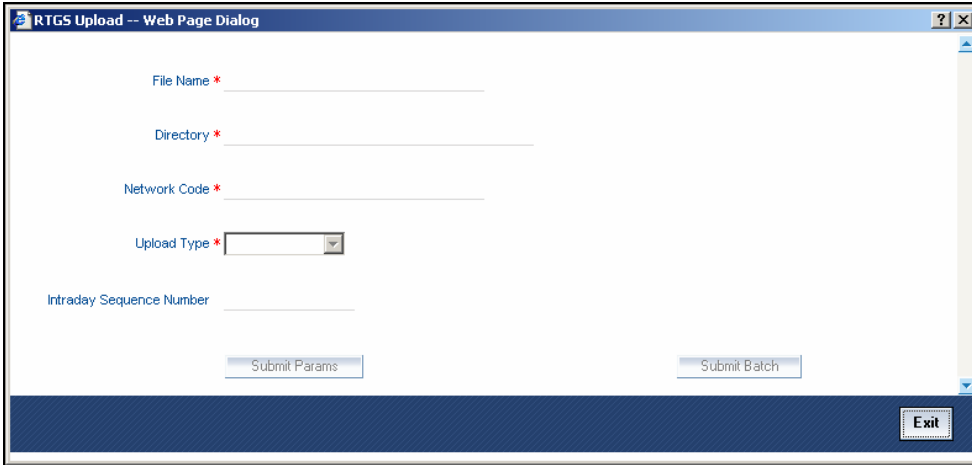 RTGS Upload -- Web Page Dialog
File Name *
Directory *
Network Code *
Upload Type *
Intraday Sequence Number
Submit Params
Submit Batch
Exit